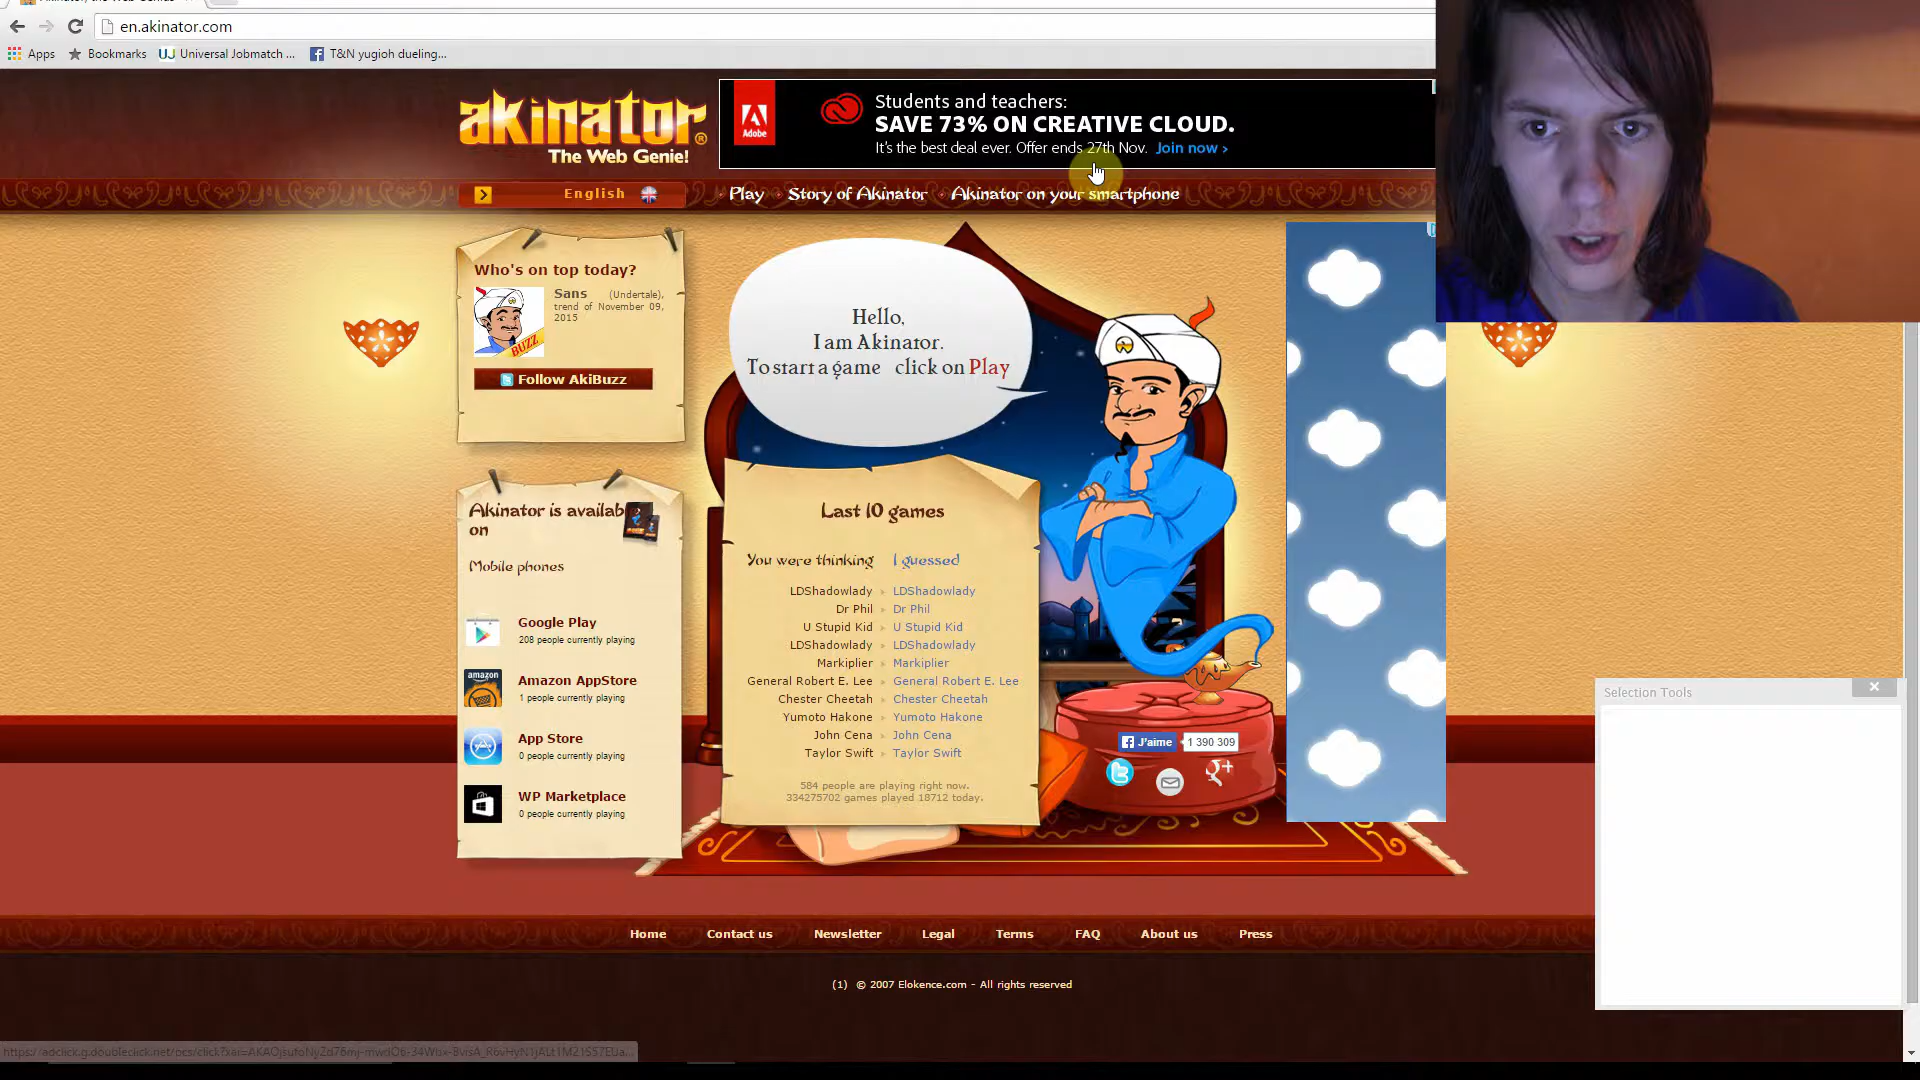 en.akinator.com
Apps
Bookmarks
UJ Universal Jobmatch ...
T&N yugioh dueling...
akinator®
The Web Genie!
Adobe
Students and teachers:
SAVE 73% ON CREATIVE CLOUD.
It's the best deal ever. Offer ends 27th Nov. Join now ›
English
Play
Story of Akinator
Akinator on your smartphone
Who's on top today?
Sans (Undertale),
trend of November 09,
2015
BUZZ
Follow AkiBuzz
Hello,
I am Akinator.
To start a game click on Play
Akinator is availab
on
Mobile phones
Google Play
208 people currently playing
amazon
Amazon AppStore
1 people currently playing
App Store
0 people currently playing
WP Marketplace
0 people currently playing
Last 10 games
You were thinking I guessed
LDShadowlady LDShadowlady
Dr Phil Dr Phil
U Stupid Kid U Stupid Kid
LDShadowlady LDShadowlady
Markiplier Markiplier
General Robert E. Lee General Robert E. Lee
Chester Cheetah Chester Cheetah
Yumoto Hakone Yumoto Hakone
John Cena John Cena
Taylor Swift Taylor Swift
584 people are playing right now.
334275702 games played 18712 today.
J'aime 1 390 309
g+
Selection Tools
Home
Contact us
Newsletter
Legal
Terms
FAQ
About us
Press
(1) © 2007 Elokence.com - All rights reserved